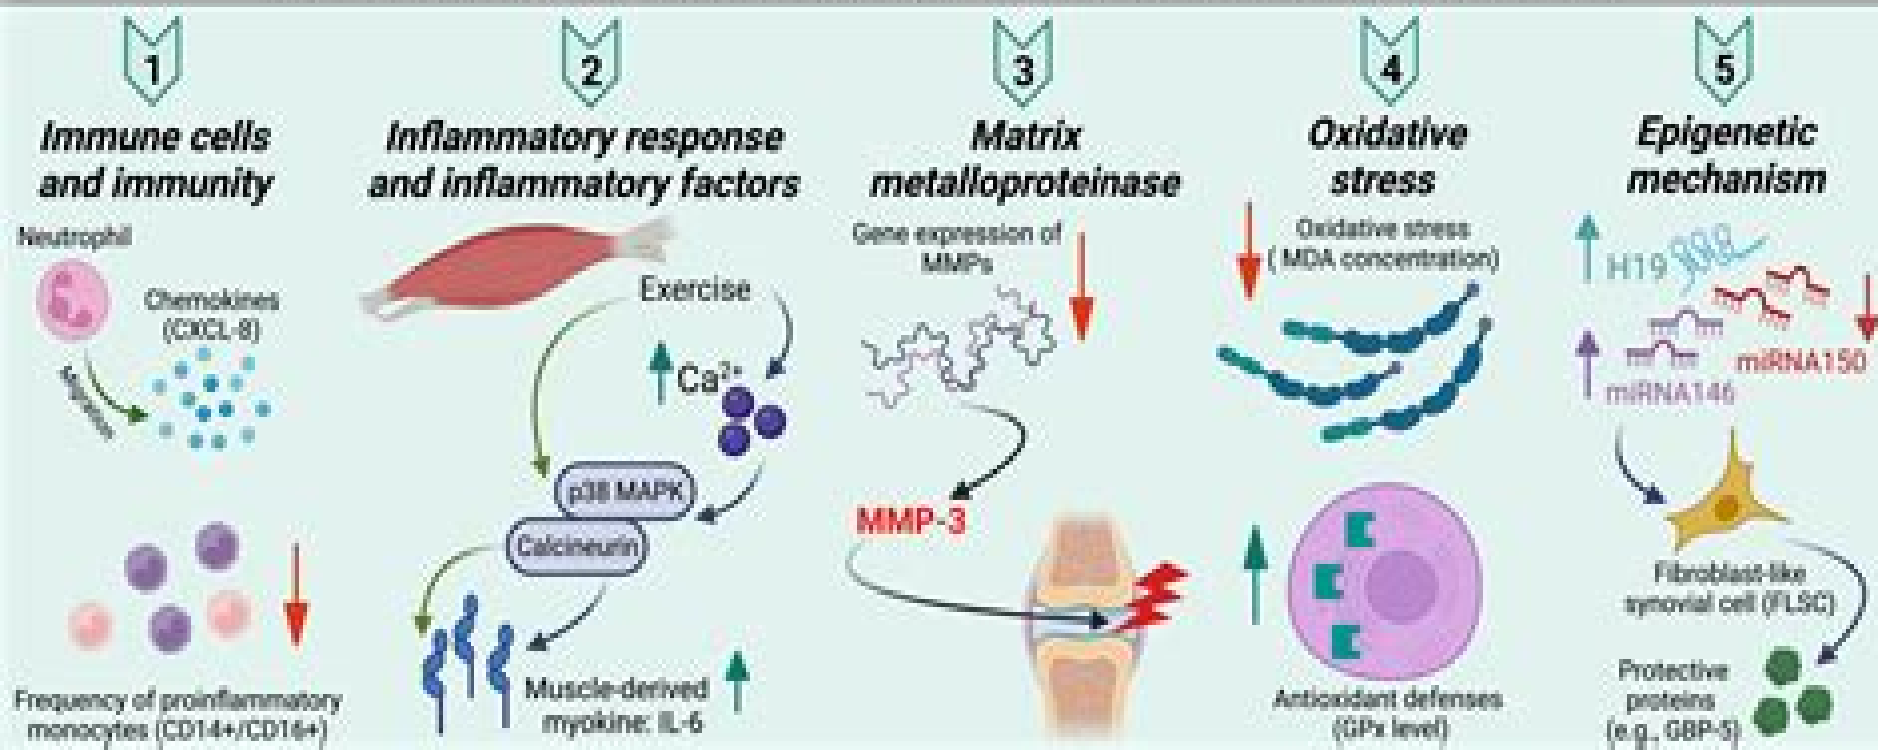 1
Immune cells
and immunity
Neutrophil
Chemokines
(CXCL-8)
Migration
Frequency of proinflammatory
monocytes (CD14+/CD16+)
2
Inflammatory response
and inflammatory factors
Exercise
Ca²⁺
p38 MAPK
Calcineurin
Muscle-derived
myokine: IL-6
3
Matrix
metalloproteinase
Gene expression of
MMPs
MMP-3
4
Oxidative
stress
Oxidative stress
( MDA concentration)
Antioxidant defenses
(GPx level)
5
Epigenetic
mechanism
H19
miRNA150
miRNA146
Fibroblast-like
synovial cell (FLSC)
Protective
proteins
(e.g., GBP-5)